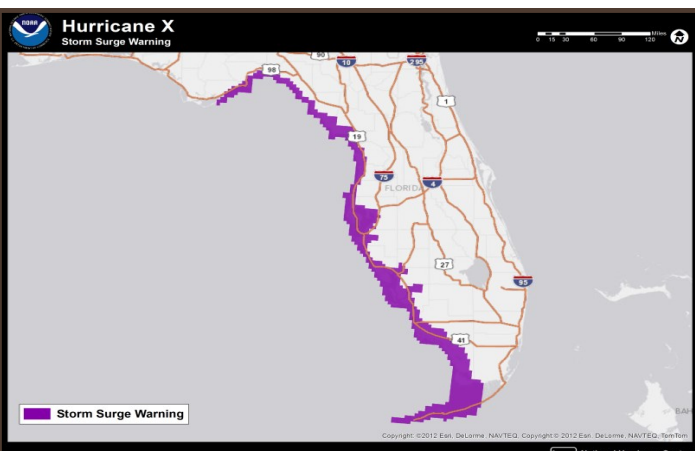 NOAA
Hurricane X
Storm Surge Warning
Miles
0 15 30 60 90 120
N
90
10
295
98
1
19
75
4
FLORIDA
27
95
41
Storm Surge Warning
BAH
Copyright: ©2012 Esri, DeLorme, NAVTEQ, Copyright © 2012 Esri, DeLorme, NAVTEQ, TomTom